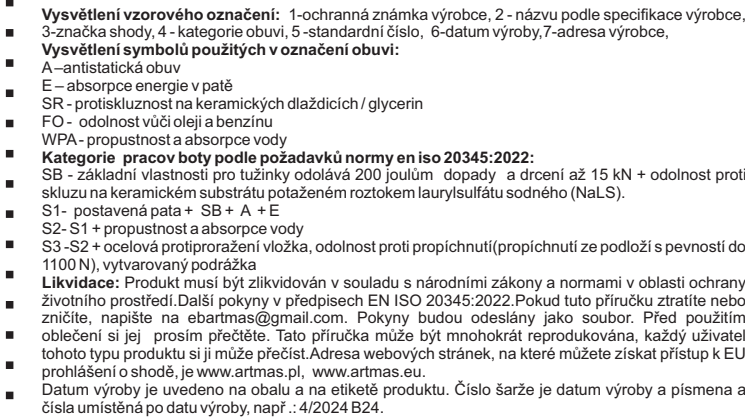 Vysvětlení vzorového označení: 1-ochranná známka výrobce, 2 - názvu podle specifikace výrobce,
3-značka shody, 4 - kategorie obuvi, 5 -standardní číslo, 6-datum výroby,7-adresa výrobce,
Vysvětlení symbolů použitých v označení obuvi:
A –antistatická obuv
E – absorpce energie v patě
SR - protiskluznost na keramických dlaždicích / glycerin
FO - odolnost vůči oleji a benzínu
WPA - propustnost a absorpce vody
Kategorie pracov boty podle požadavků normy en iso 20345:2022:
SB - základní vlastnosti pro tužinky odolává 200 joulům dopady a drcení až 15 kN + odolnost proti
skluzu na keramickém substrátu potaženém roztokem laurylsulfátu sodného (NaLS).
S1- postavená pata + SB + A + E
S2- S1 + propustnost a absorpce vody
S3 -S2 + ocelová protiproražení vložka, odolnost proti propíchnutí(propíchnutí ze podloží s pevností do
1100 N), vytvarovaný podrážka
Likvidace: Produkt musí být zlikvidován v souladu s národními zákony a normami v oblasti ochrany
životního prostředí.Další pokyny v předpisech EN ISO 20345:2022.Pokud tuto příručku ztratíte nebo
zničíte, napište na ebartmas@gmail.com. Pokyny budou odeslány jako soubor. Před použitím
oblečení si jej prosím přečtěte. Tato příručka může být mnohokrát reprodukována, každý uživatel
tohoto typu produktu si ji může přečíst.Adresa webových stránek, na které můžete získat přístup k EU
prohlášení o shodě, je www.artmas.pl, www.artmas.eu.
Datum výroby je uvedeno na obalu a na etiketě produktu. Číslo šarže je datum výroby a písmena a
čísla umístěná po datu výroby, např .: 4/2024 B24.